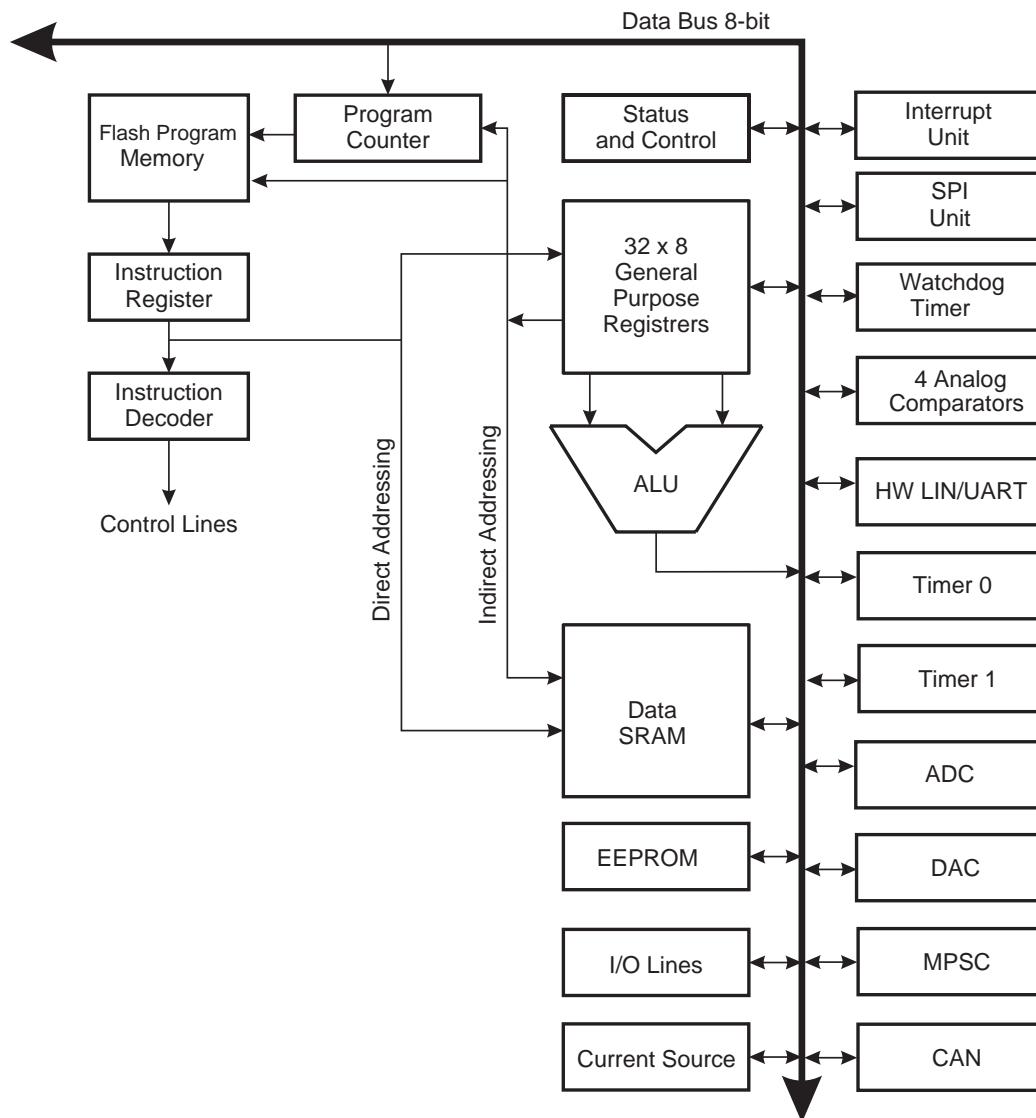 Data Bus 8-bit
Flash Program
Memory
Program
Counter
Status
and Control
Interrupt
Unit
SPI
Unit
32 x 8
General
Purpose
Registrers
Instruction
Register
Watchdog
Timer
Instruction
Decoder
4 Analog
Comparators
ALU
HW LIN/UART
Control Lines
Direct Addressing
Indirect Addressing
Timer 0
Timer 1
Data
SRAM
ADC
EEPROM
DAC
I/O Lines
MPSC
Current Source
CAN